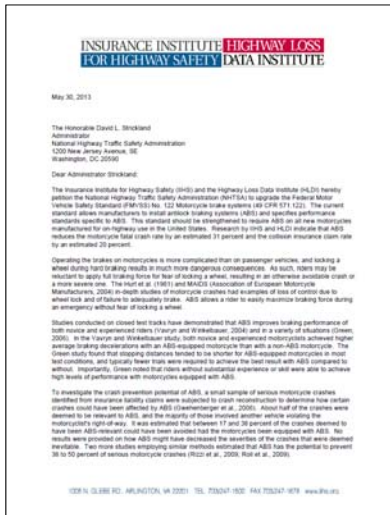 INSURANCE INSTITUTE HIGHWAY LOSS
FOR HIGHWAY SAFETY DATA INSTITUTE
May 30, 2013
The Honorable David L. Strickland
Administrator
National Highway Traffic Safety Administration
1200 New Jersey Avenue, SE
Washington, DC 20590
Dear Administrator Strickland:
The Insurance Institute for Highway Safety (IIHS) and the Highway Loss Data Institute (HLDI) hereby
petition the National Highway Traffic Safety Administration (NHTSA) to upgrade the Federal Motor
Vehicle Safety Standard (FMVSS) No. 122 Motorcycle brake systems (49 CFR 571.122). The current
standard allows manufacturers to install antilock braking systems (ABS) and specifies performance
standards specific to ABS. This standard should be strengthened to require ABS on all new motorcycles
manufactured for on-highway use in the United States. Research by IIHS and HLDI indicate that ABS
reduces the motorcycle fatal crash rate by an estimated 31 percent and the collision insurance claim rate
by an estimated 20 percent.
Operating the brakes on motorcycles is more complicated than on passenger vehicles, and locking a
wheel during hard braking results in much more dangerous consequences. As such, riders may be
reluctant to apply full braking force for fear of locking a wheel, resulting in an otherwise avoidable crash or
a more severe one. The Hurt et al. (1981) and MAIDS (Association of European Motorcycle
Manufacturers, 2004) in-depth studies of motorcycle crashes had examples of loss of control due to
wheel lock and of failure to adequately brake. ABS allows a rider to easily maximize braking force during
an emergency without fear of locking a wheel.
Studies conducted on closed test tracks have demonstrated that ABS improves braking performance of
both novice and experienced riders (Vavryn and Winkelbauer, 2004) and in a variety of situations (Green,
2006). In the Vavryn and Winkelbauer study, both novice and experienced motorcyclists achieved higher
average braking decelerations with an ABS-equipped motorcycle than with a non-ABS motorcycle. The
Green study found that stopping distances tended to be shorter for ABS-equipped motorcycles in most
test conditions, and typically fewer trials were required to achieve the best result with ABS compared to
without. Importantly, Green noted that riders without substantial experience or skill were able to achieve
high levels of performance with motorcycles equipped with ABS.
To investigate the crash prevention potential of ABS, a small sample of serious motorcycle crashes
identified from insurance liability claims were subjected to crash reconstruction to determine how certain
crashes could have been affected by ABS (Gwehenberger et al., 2006). About half of the crashes were
deemed to be relevant to ABS, and the majority of those involved another vehicle violating the
motorcyclist's right-of-way. It was estimated that between 17 and 38 percent of the crashes deemed to
have been ABS-relevant could have been avoided had the motorcycles been equipped with ABS. No
results were provided on how ABS might have decreased the severities of the crashes that were deemed
inevitable. Two more studies employing similar methods estimated that ABS has the potential to prevent
38 to 50 percent of serious motorcycle crashes (Rizzi et al., 2009; Roll et al., 2009).
1005 N. GLEBE RD. ARLINGTON, VA 22201 TEL 703/247-1500 FAX 703/247-1678 www.iihs.org